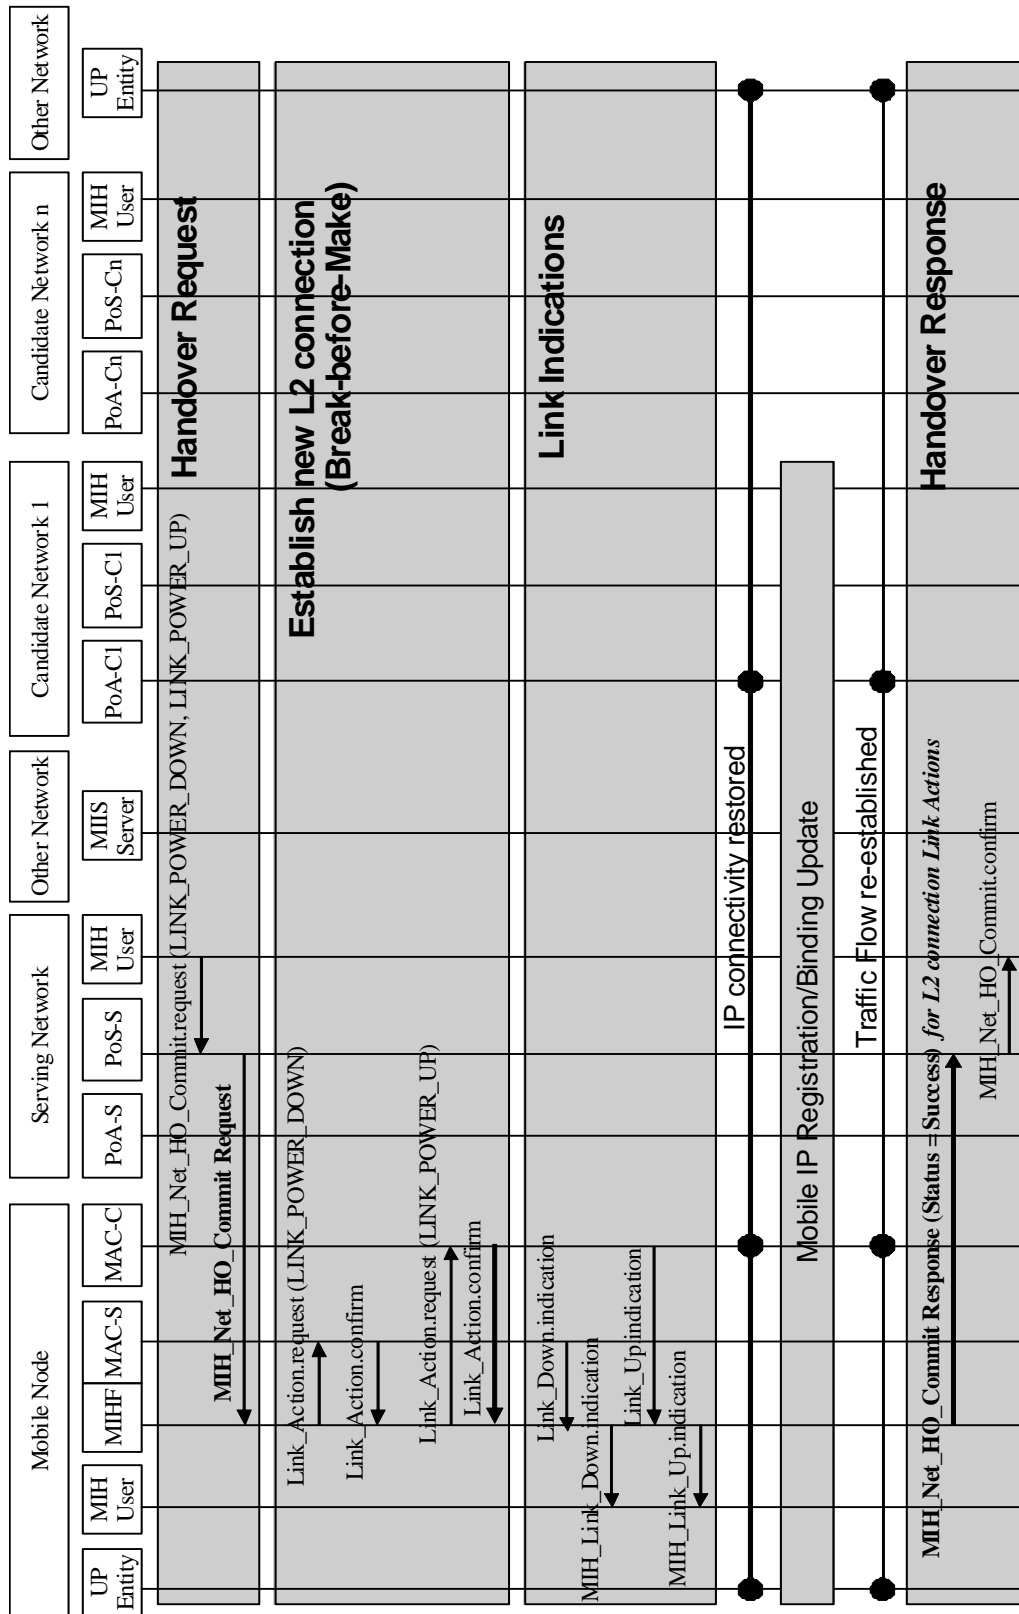 Mobile Node
Serving Network
Other Network
Candidate Network 1
Candidate Network n
Other Network
UP
Entity
MIH
User
MIHF
MAC-S
MAC-C
PoA-S
PoS-S
MIH
User
MIIS
Server
PoA-C1
PoS-C1
MIH
User
PoA-Cn
PoS-Cn
MIH
User
UP
Entity
MIH_Net_HO_Commit.request (LINK_POWER_DOWN, LINK_POWER_UP)
Handover Request
MIH_Net_HO_Commit Request
Link_Action.request (LINK_POWER_DOWN)
Establish new L2 connection
(Break-before-Make)
Link_Action.confirm
Link_Action.request (LINK_POWER_UP)
Link_Action.confirm
Link_Down.indication
Link Indications
MIH_Link_Down.indication
Link_Up.indication
MIH_Link_Up.indication
IP connectivity restored
Mobile IP Registration/Binding Update
Traffic Flow re-established
MIH_Net_HO_Commit Response (Status = Success) for L2 connection Link Actions
Handover Response
MIH_Net_HO_Commit.confirm